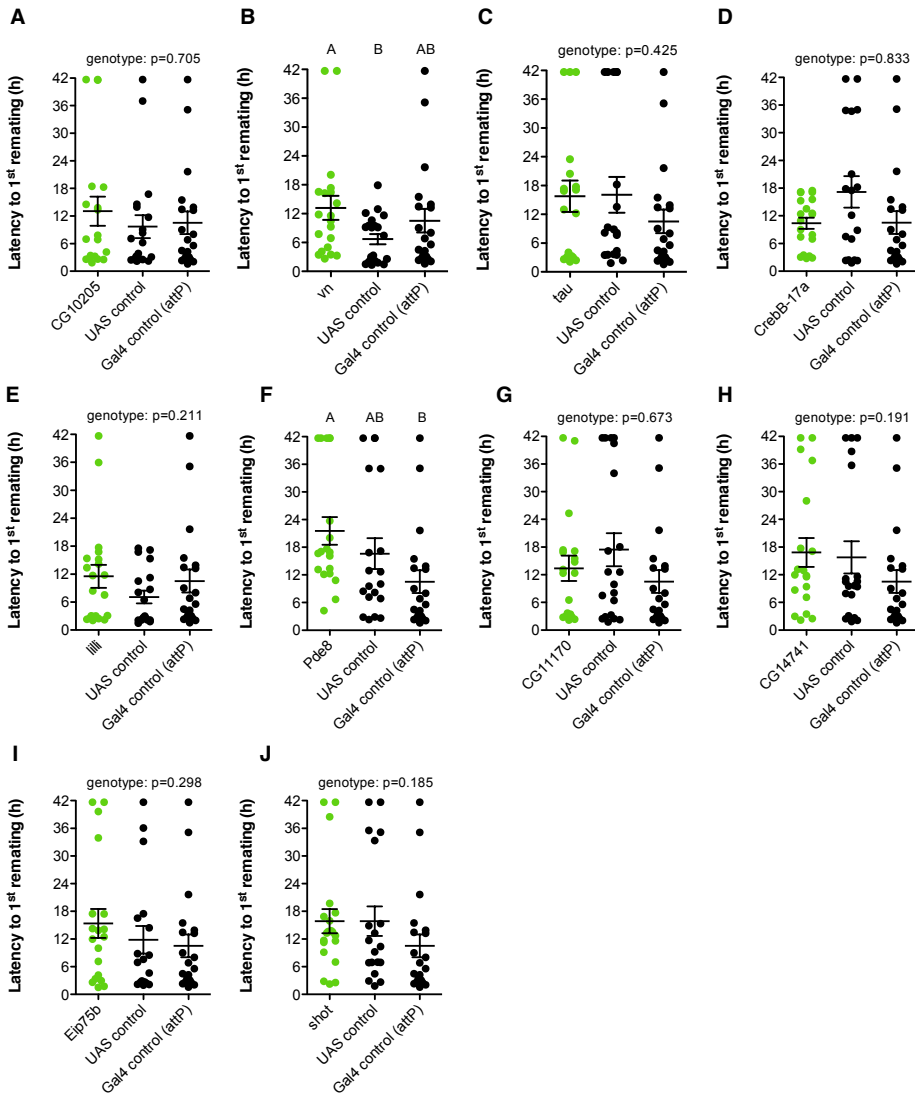 A
genotype: p=0.705
Latency to 1st remating (h)
42
36
30
24
18
12
6
0
CG10205
UAS control
Gal4 control (attP)
B
A B AB
Latency to 1st remating (h)
42
36
30
24
18
12
6
0
vn
UAS control
Gal4 control (attP)
C
genotype: p=0.425
Latency to 1st remating (h)
42
36
30
24
18
12
6
0
tau
UAS control
Gal4 control (attP)
D
genotype: p=0.833
Latency to 1st remating (h)
42
36
30
24
18
12
6
0
CrebB-17a
UAS control
Gal4 control (attP)
E
genotype: p=0.211
Latency to 1st remating (h)
42
36
30
24
18
12
6
0
lilli
UAS control
Gal4 control (attP)
F
A AB B
Latency to 1st remating (h)
42
36
30
24
18
12
6
0
Pde8
UAS control
Gal4 control (attP)
G
genotype: p=0.673
Latency to 1st remating (h)
42
36
30
24
18
12
6
0
CG11170
UAS control
Gal4 control (attP)
H
genotype: p=0.191
Latency to 1st remating (h)
42
36
30
24
18
12
6
0
CG14741
UAS control
Gal4 control (attP)
I
genotype: p=0.298
Latency to 1st remating (h)
42
36
30
24
18
12
6
0
Eip75b
UAS control
Gal4 control (attP)
J
genotype: p=0.185
Latency to 1st remating (h)
42
36
30
24
18
12
6
0
shot
UAS control
Gal4 control (attP)